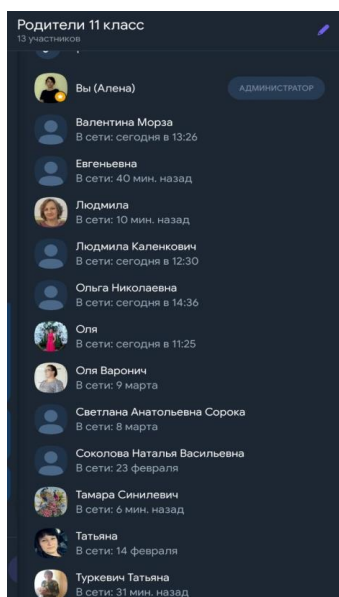 Родители 11 класс
13 участников
Вы (Алена)
АДМИНИСТРАТОР
Валентина Морза
В сети: сегодня в 13:26
Евгеньевна
В сети: 40 мин. назад
Людмила
В сети: 10 мин. назад
Людмила Каленкович
В сети: сегодня в 12:30
Ольга Николаевна
В сети: сегодня в 14:36
Оля
В сети: сегодня в 11:25
Оля Варонич
В сети: 9 марта
Светлана Анатольевна Сорока
В сети: 8 марта
Соколова Наталья Васильевна
В сети: 23 февраля
Тамара Синилевич
В сети: 6 мин. назад
Татьяна
В сети: 14 февраля
Туркевич Татьяна
В сети: 31 мин. назад